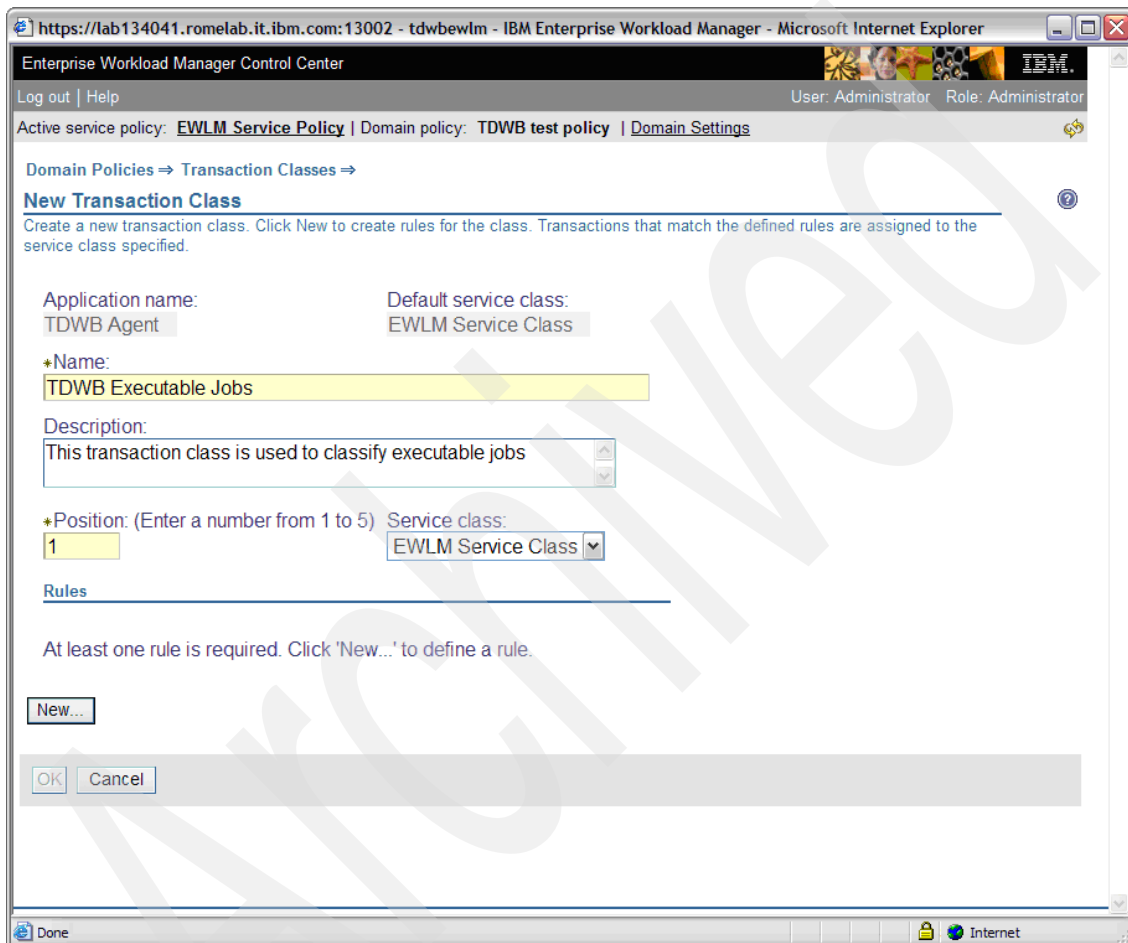 https://lab134041.romelab.it.ibm.com:13002 - tdwbewlm - IBM Enterprise Workload Manager - Microsoft Internet Explorer
Enterprise Workload Manager Control Center
IBM.
Log out | Help
User: Administrator Role: Administrator
Active service policy: EWLM Service Policy | Domain policy: TDWB test policy | Domain Settings
Domain Policies ⇒ Transaction Classes ⇒
New Transaction Class
?
Create a new transaction class. Click New to create rules for the class. Transactions that match the defined rules are assigned to the
service class specified.
Application name:
Default service class:
TDWB Agent
EWLM Service Class
*Name:
TDWB Executable Jobs
Description:
This transaction class is used to classify executable jobs
*Position: (Enter a number from 1 to 5)
Service class:
1
EWLM Service Class
Rules
At least one rule is required. Click 'New...' to define a rule.
New...
OK
Cancel
Done
Internet
Archived